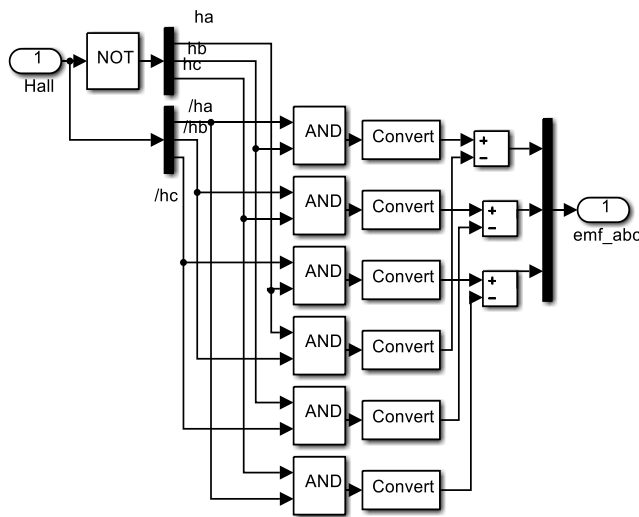 ha
1
NOT
hb
hc
Hall
/ha
/hb
AND
Convert
+
−
/hc
AND
Convert
+
−
1
emf_abc
AND
Convert
+
−
AND
Convert
AND
Convert
AND
Convert